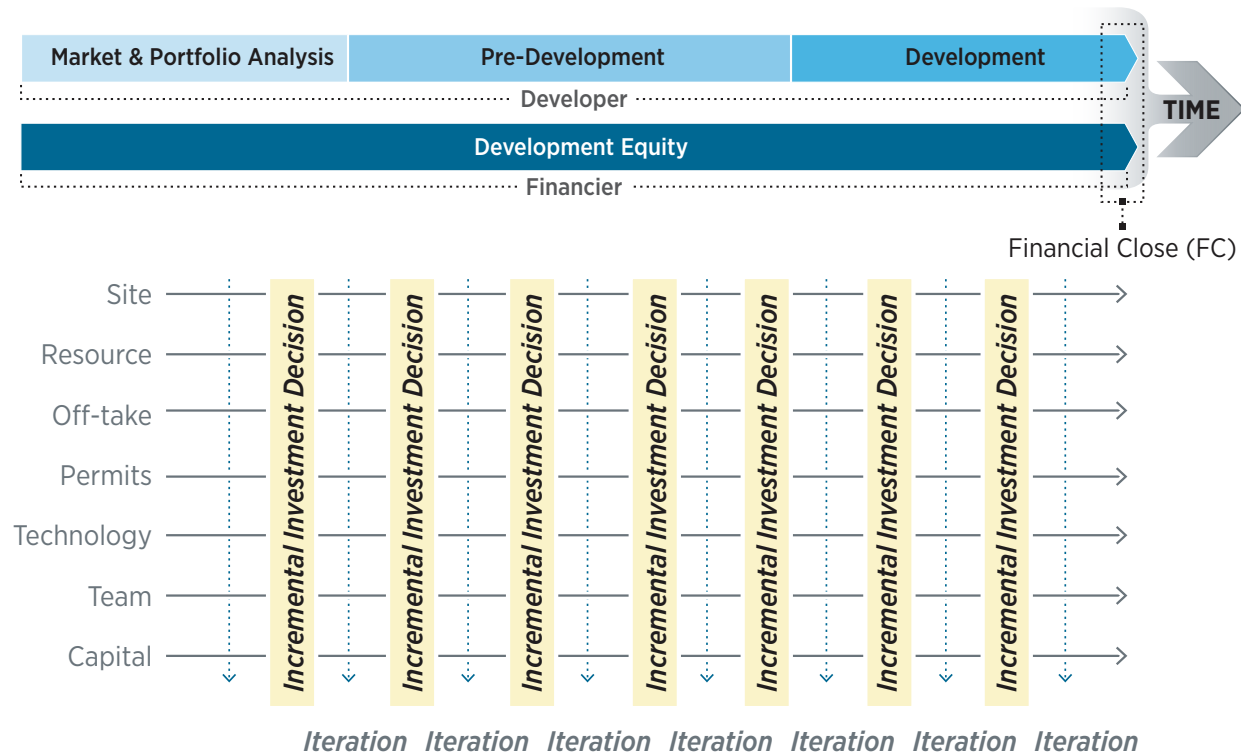 Market & Portfolio Analysis
Pre-Development
Development
Developer
TIME
Development Equity
Financier
Financial Close (FC)
Site
Resource
Off-take
Permits
Technology
Team
Capital
Incremental Investment Decision
Incremental Investment Decision
Incremental Investment Decision
Incremental Investment Decision
Incremental Investment Decision
Incremental Investment Decision
Incremental Investment Decision
Iteration Iteration Iteration Iteration Iteration Iteration Iteration